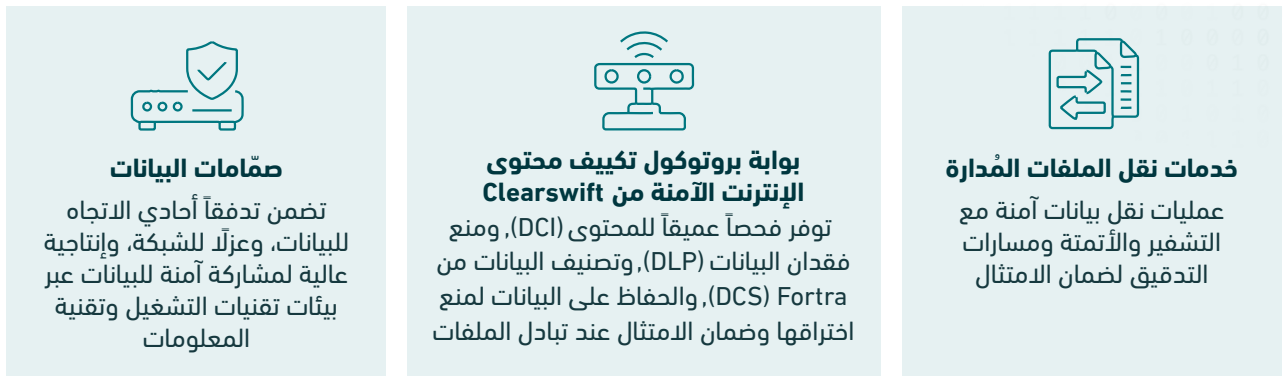 خدمات نقل الملفات المُدارة
عمليات نقل بيانات آمنة مع
التشفير والأتمتة ومسارات
التدقيق لضمان الامتثال
بوابة بروتوكول تكييف محتوى
الإنترنت الآمنة من Clearswift
توفر فحصاً عميقاً للمحتوى (DCI), ومنع
فقدان البيانات (DLP), وتصنيف البيانات من
Fortra (DCS), والحفاظ على البيانات لمنع
اختراقها وضمان الامتثال عند تبادل الملفات
صمّامات البيانات
تضمن تدفقاً أحادي الاتجاه
للبيانات، وعزلًا للشبكة، وإنتاجية
عالية لمشاركة آمنة للبيانات عبر
بيئات تقنيات التشغيل وتقنية
المعلومات